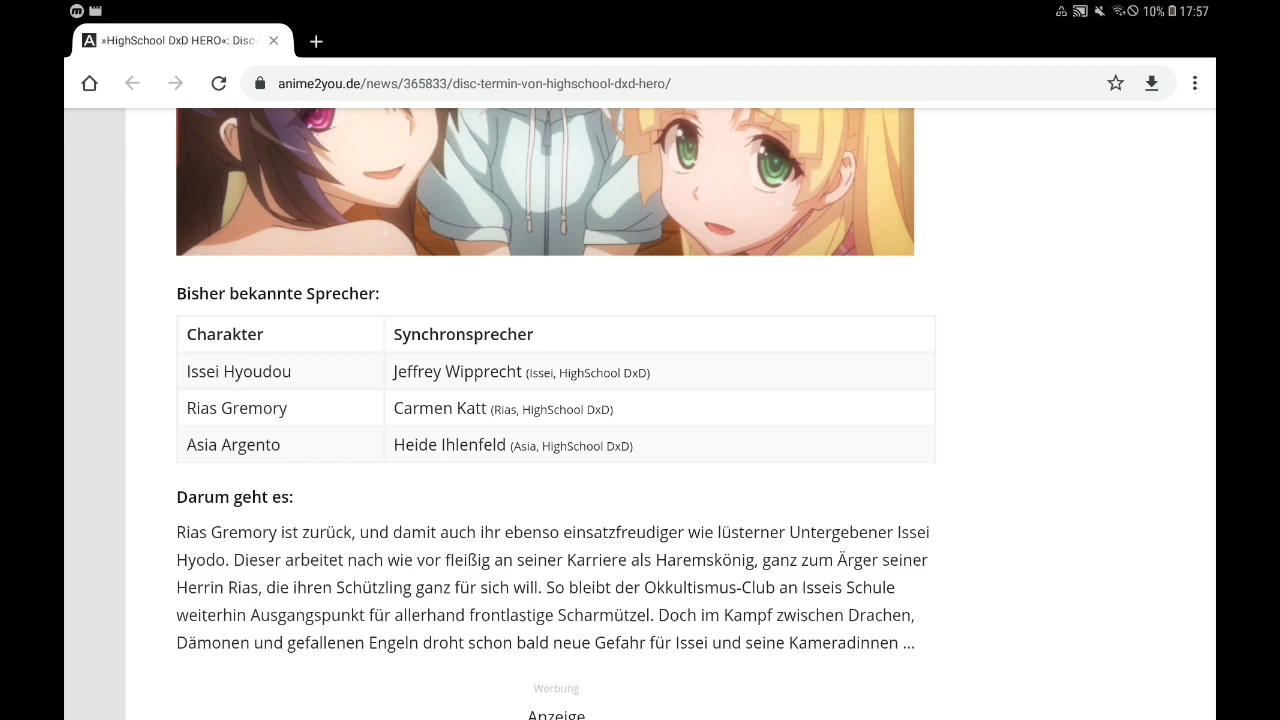 10% 17:57
»HighSchool DxD HERO«: Disc-
anime2you.de/news/365833/disc-termin-von-highschool-dxd-hero/
Bisher bekannte Sprecher:
Charakter Synchronsprecher
Issei Hyoudou Jeffrey Wipprecht (Issei, HighSchool DxD)
Rias Gremory Carmen Katt (Rias, HighSchool DxD)
Asia Argento Heide Ihlenfeld (Asia, HighSchool DxD)
Darum geht es:
Rias Gremory ist zurück, und damit auch ihr ebenso einsatzfreudiger wie lüsterner Untergebener Issei
Hyodo. Dieser arbeitet nach wie vor fleißig an seiner Karriere als Haremskönig, ganz zum Ärger seiner
Herrin Rias, die ihren Schützling ganz für sich will. So bleibt der Okkultismus-Club an Isseis Schule
weiterhin Ausgangspunkt für allerhand frontlastige Scharmützel. Doch im Kampf zwischen Drachen,
Dämonen und gefallenen Engeln droht schon bald neue Gefahr für Issei und seine Kameradinnen ...
Werbung
Anzeige